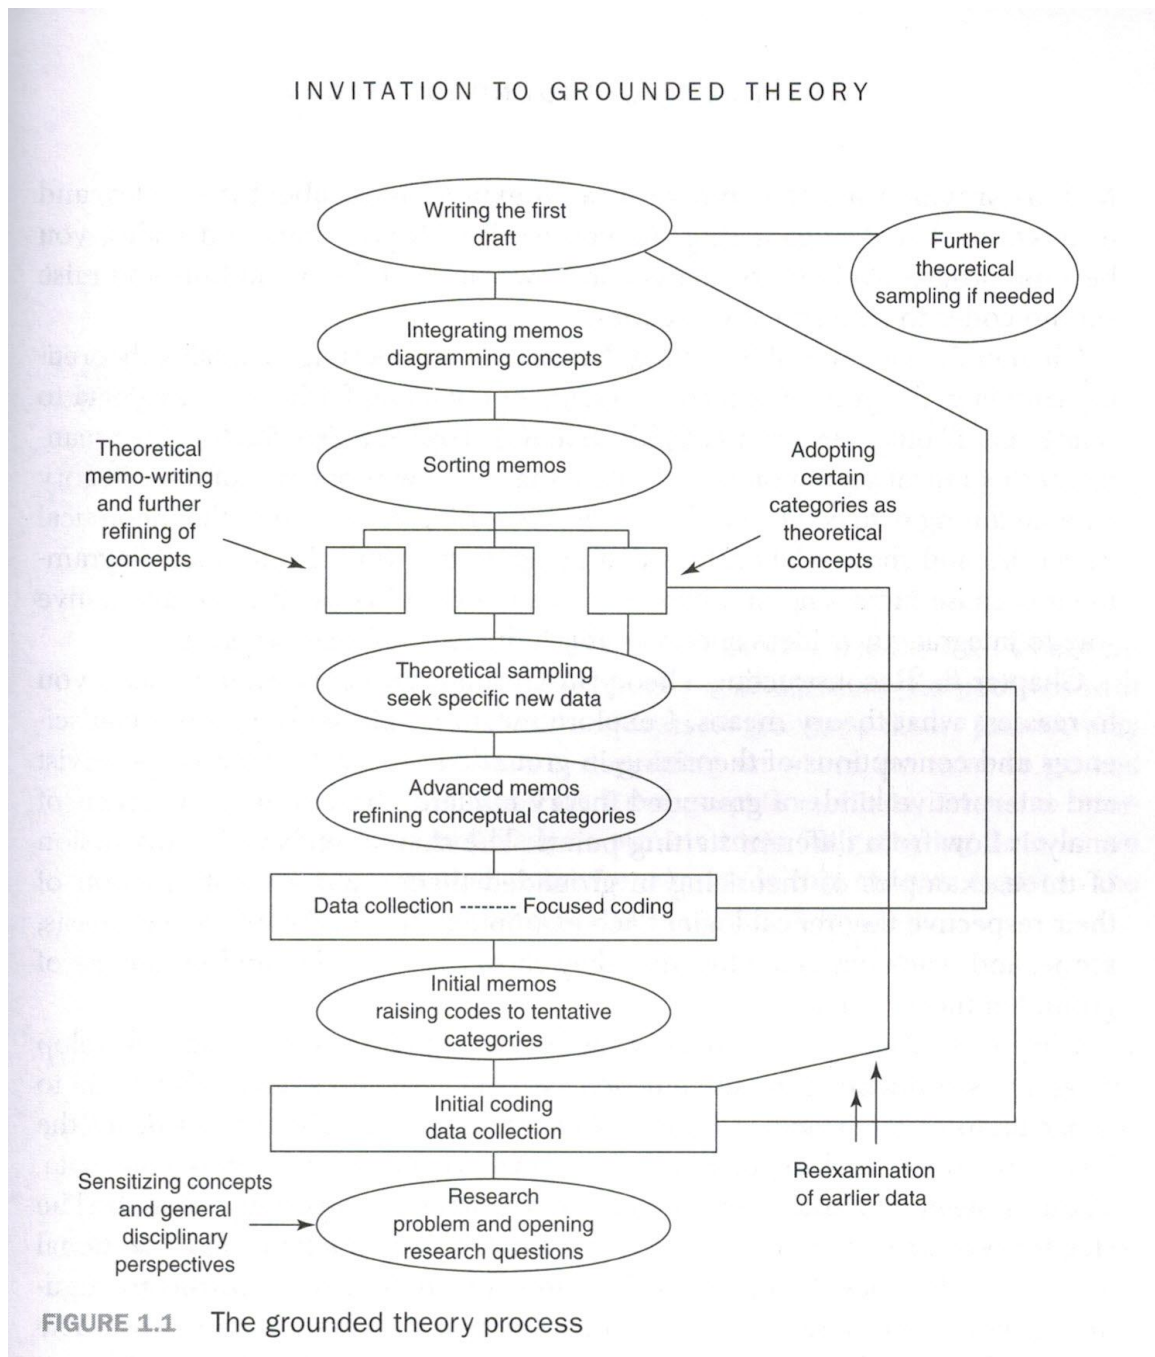 INVITATION TO GROUNDED THEORY
Writing the first
draft
Further
theoretical
sampling if needed
Integrating memos
diagramming concepts
Theoretical
memo-writing
and further
refining of
concepts
Sorting memos
Adopting
certain
categories as
theoretical
concepts
Theoretical sampling
seek specific new data
Advanced memos
refining conceptual categories
Data collection -------- Focused coding
Initial memos
raising codes to tentative
categories
Initial coding
data collection
Reexamination
of earlier data
Sensitizing concepts
and general
disciplinary
perspectives
Research
problem and opening
research questions
FIGURE 1.1 The grounded theory process